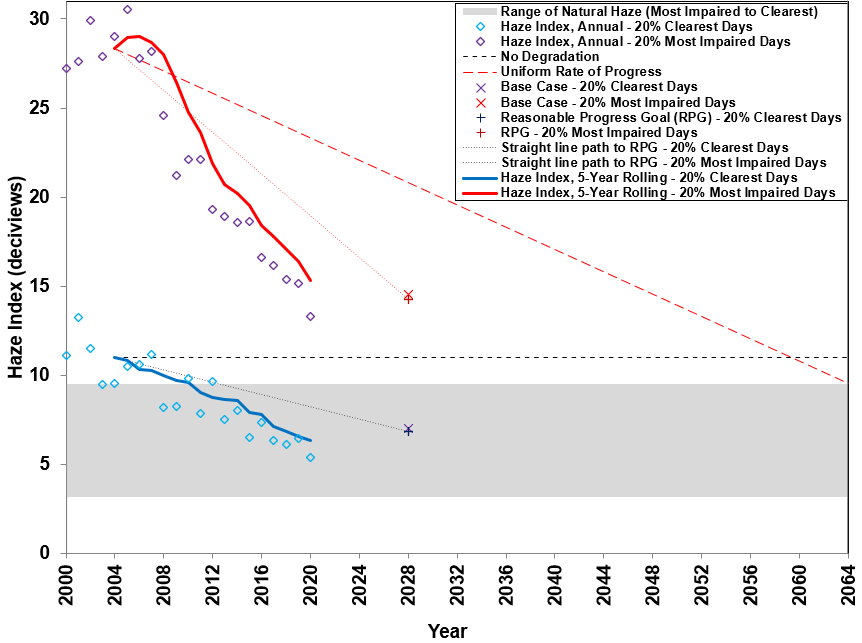 Range of Natural Haze (Most Impaired to Clearest)
Haze Index, Annual - 20% Clearest Days
Haze Index, Annual - 20% Most Impaired Days
No Degradation
Uniform Rate of Progress
Base Case - 20% Clearest Days
Base Case - 20% Most Impaired Days
Reasonable Progress Goal (RPG) - 20% Clearest Days
RPG - 20% Most Impaired Days
Straight line path to RPG - 20% Clearest Days
Straight line path to RPG - 20% Most Impaired Days
Haze Index, 5-Year Rolling - 20% Clearest Days
Haze Index, 5-Year Rolling - 20% Most Impaired Days
Haze Index (deciviews)
30
25
20
15
10
5
0
2000 2004 2008 2012 2016 2020 2024 2028 2032 2036 2040 2044 2048 2052 2056 2060 2064
Year